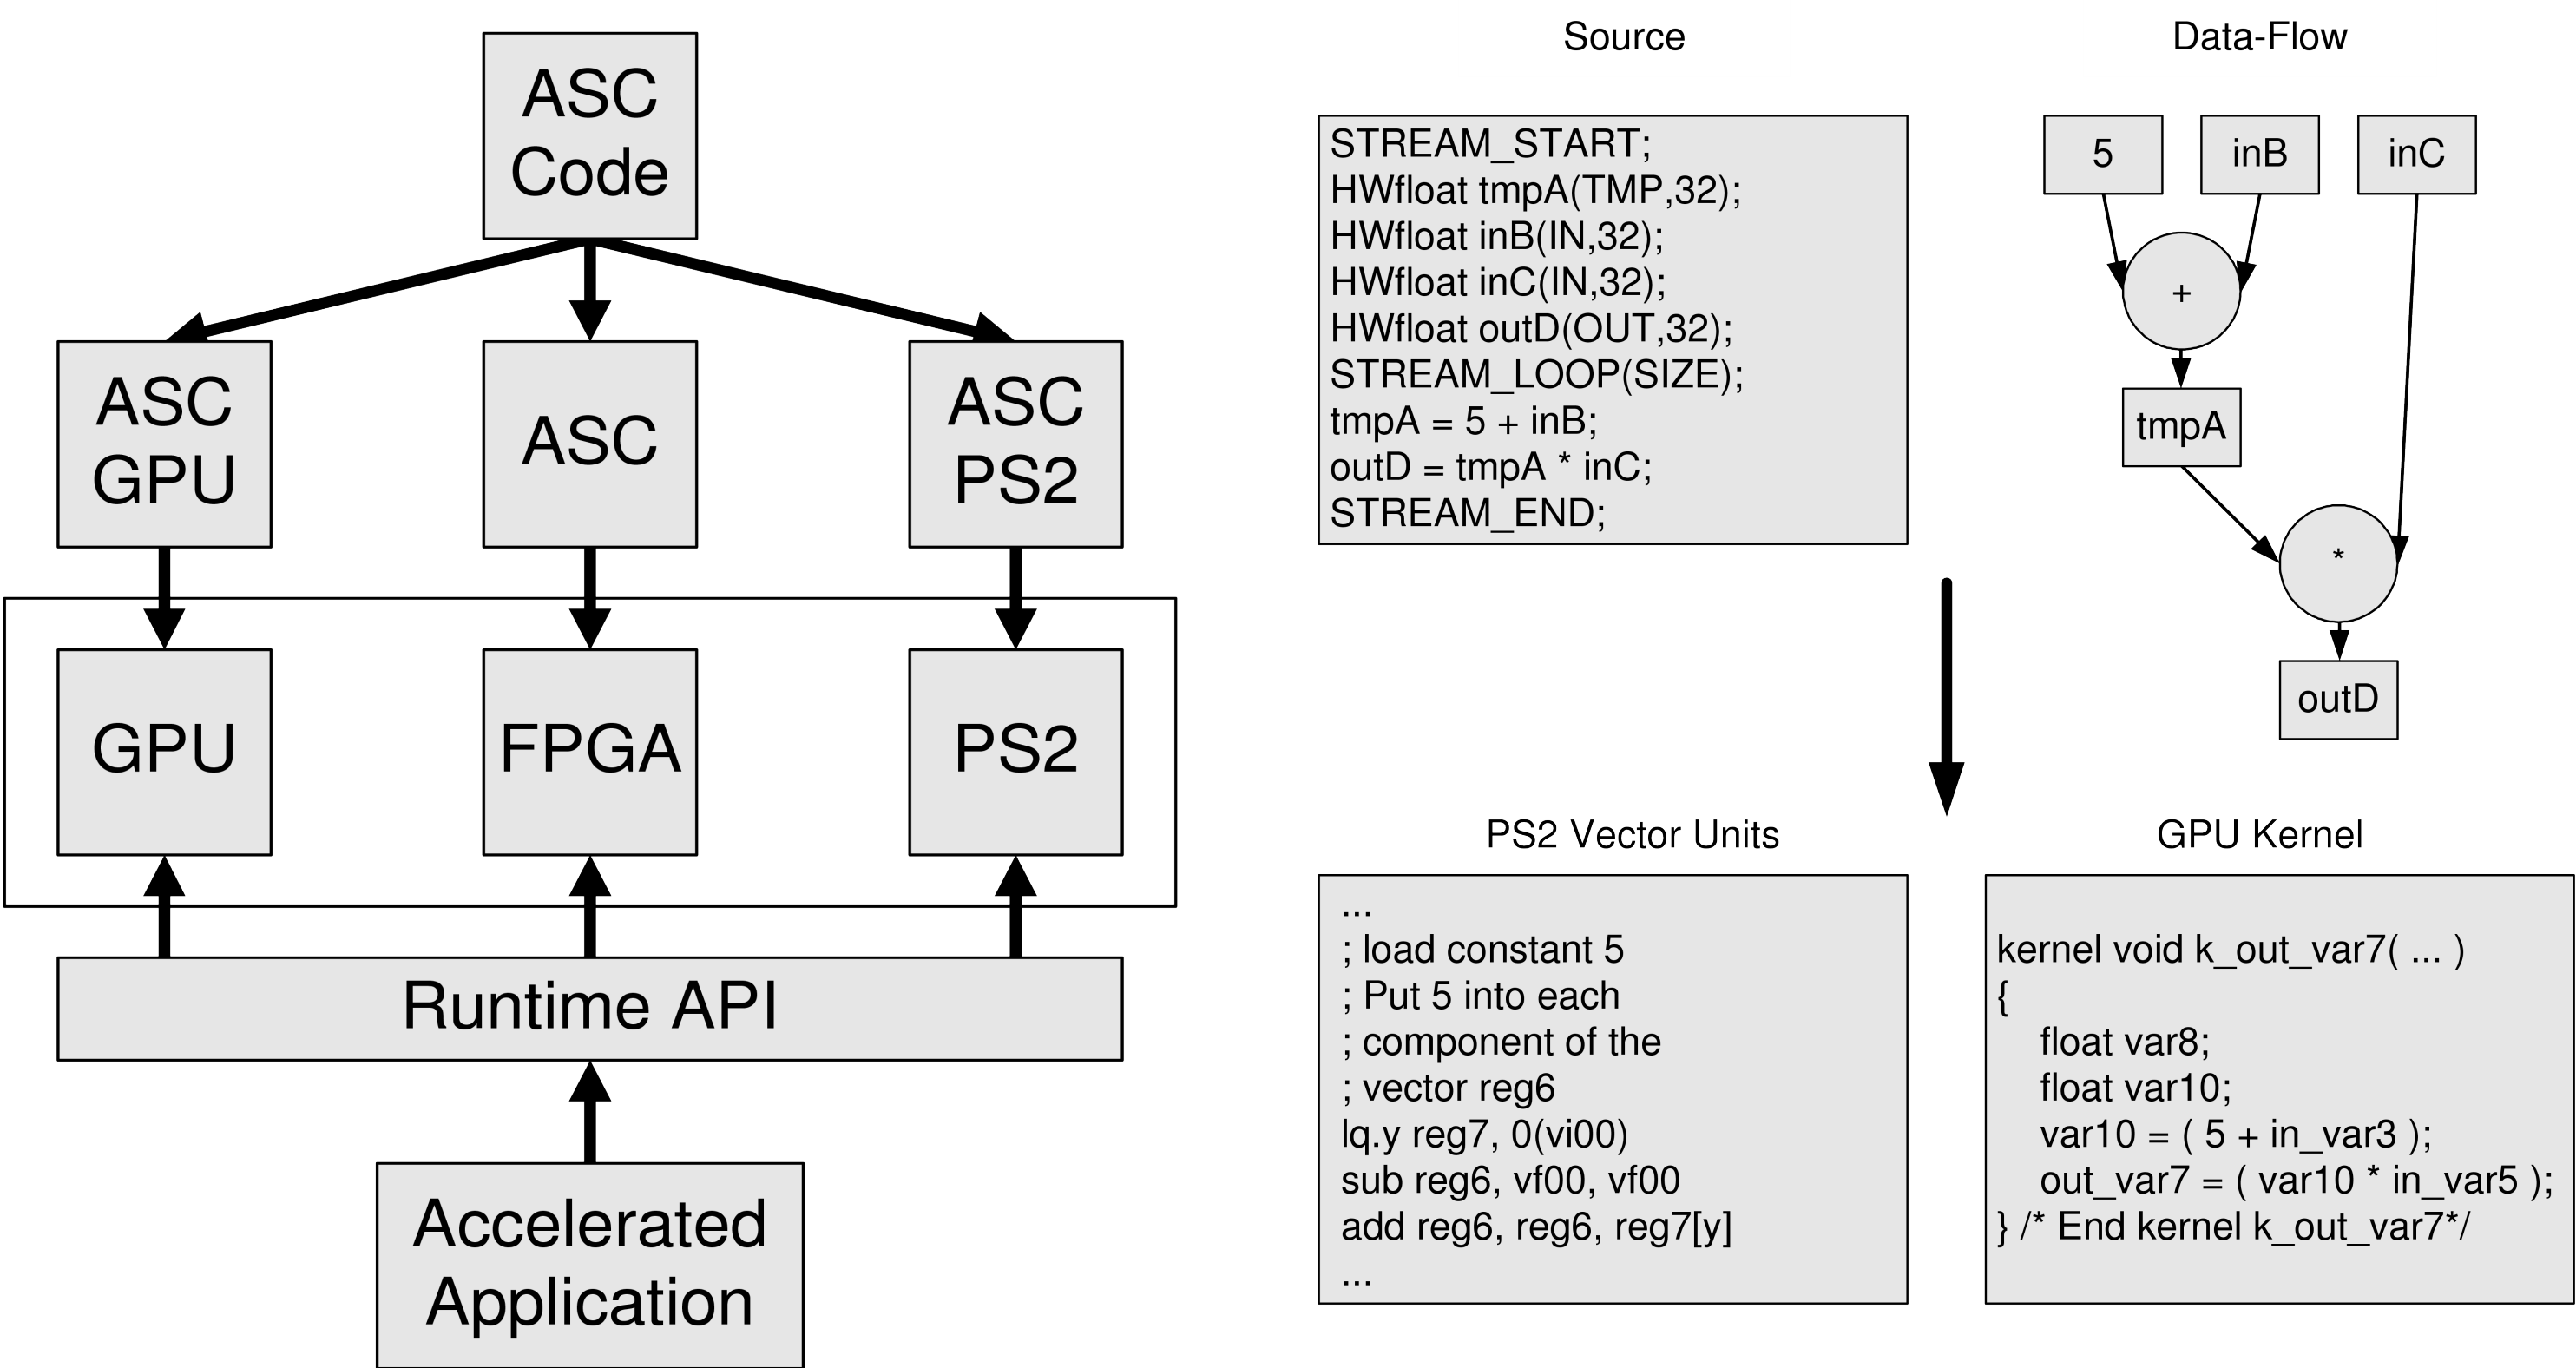 ASC
Code
ASC
GPU
ASC
ASC
PS2
GPU
FPGA
PS2
Runtime API
Accelerated
Application
Source
STREAM_START;
HWfloat tmpA(TMP,32);
HWfloat inB(IN,32);
HWfloat inC(IN,32);
HWfloat outD(OUT,32);
STREAM_LOOP(SIZE);
tmpA = 5 + inB;
outD = tmpA * inC;
STREAM_END;
Data-Flow
5
inB
inC
+
tmpA
*
outD
PS2 Vector Units
...
; load constant 5
; Put 5 into each
; component of the
; vector reg6
lq.y reg7, 0(vi00)
sub reg6, vf00, vf00
add reg6, reg6, reg7[y]
...
GPU Kernel
kernel void k_out_var7( ... )
{
float var8;
float var10;
var10 = ( 5 + in_var3 );
out_var7 = ( var10 * in_var5 );
} /* End kernel k_out_var7*/